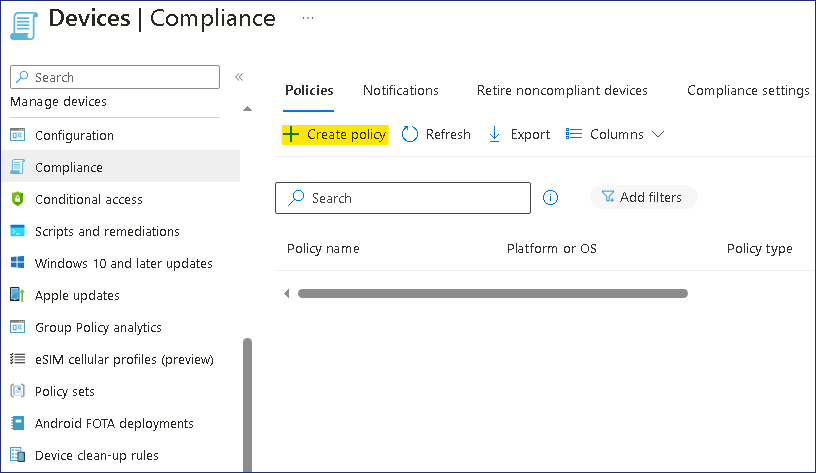 Devices | Compliance ...
Search «
Manage devices
Configuration
Compliance
Conditional access
Scripts and remediations
Windows 10 and later updates
Apple updates
Group Policy analytics
eSIM cellular profiles (preview)
Policy sets
Android FOTA deployments
Device clean-up rules
Policies Notifications Retire noncompliant devices Compliance settings
+ Create policy Refresh Export Columns
Search Add filters
Policy name Platform or OS Policy type